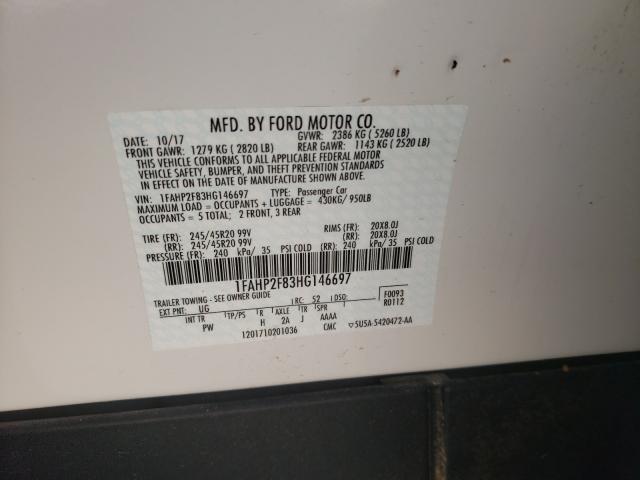 MFD. BY FORD MOTOR CO.
DATE: 10/17 GVWR: 2386 KG ( 5260 LB)
FRONT GAWR: 1279 KG ( 2820 LB) REAR GAWR: 1143 KG ( 2520 LB)
THIS VEHICLE CONFORMS TO ALL APPLICABLE FEDERAL MOTOR
VEHICLE SAFETY, BUMPER, AND THEFT PREVENTION STANDARDS
IN EFFECT ON THE DATE OF MANUFACTURE SHOWN ABOVE.
VIN: 1FAHP2F83HG146697 TYPE: Passenger Car
MAXIMUM LOAD = OCCUPANTS + LUGGAGE = 430KG/ 950LB
OCCUPANTS = 5 TOTAL; 2 FRONT, 3 REAR
TIRE (FR): 245/45R20 99V RIMS (FR): 20X8.0J
(RR): 245/45R20 99V (RR): 20X8.0J
PRESSURE (FR): 240 kPa/ 35 PSI COLD (RR): 240 kPa/ 35 PSI COLD
1FAHP2F83HG146697
TRAILER TOWING - SEE OWNER GUIDE
EXT PNT: UG RC: 52 DSO: F0093
R0112
INT TR TP/PS R AXLE TR SPR
PW H 2A J AAAA
1201710201036 CMC 5U5A-5420472-AA